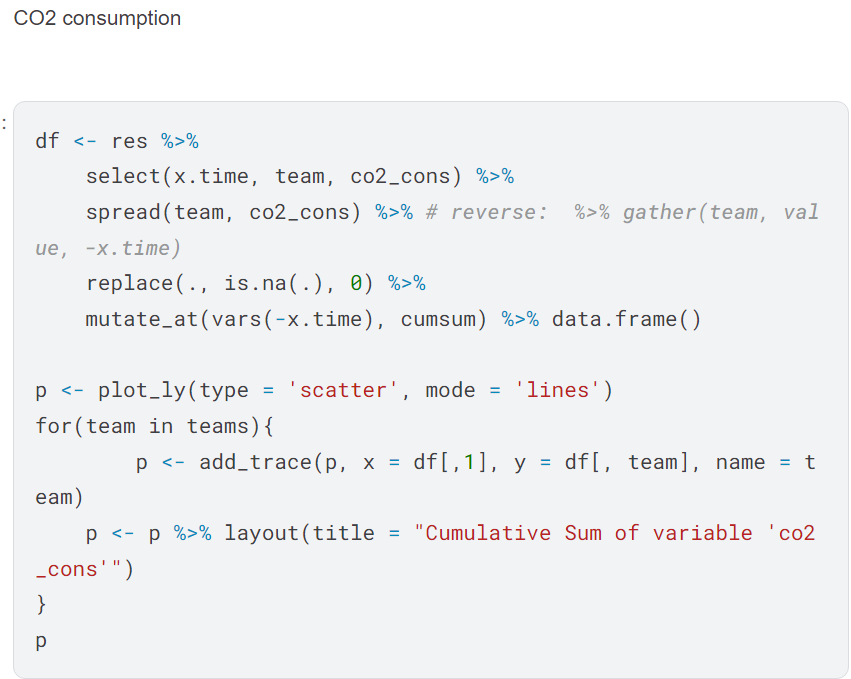 CO2 consumption
:
df <- res %>%
    select(x.time, team, co2_cons) %>%
    spread(team, co2_cons) %>% # reverse:  %>% gather(team, val
ue, -x.time)
    replace(., is.na(.), 0) %>%
    mutate_at(vars(-x.time), cumsum) %>% data.frame()

p <- plot_ly(type = 'scatter', mode = 'lines')
for(team in teams){
        p <- add_trace(p, x = df[,1], y = df[, team], name = t
eam)
    p <- p %>% layout(title = "Cumulative Sum of variable 'co2
_cons'")
}
p